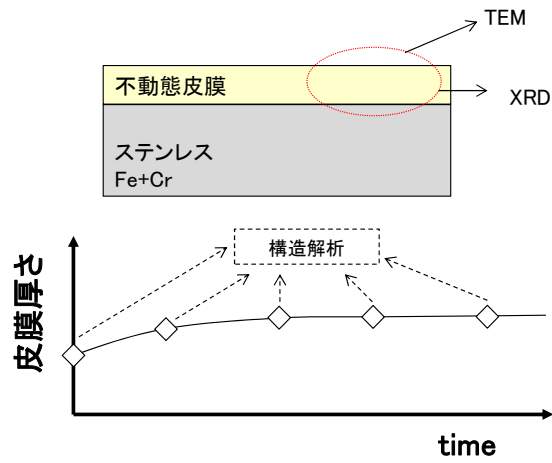 TEM
不動態皮膜
XRD
ステンレス
Fe+Cr
構造解析
皮膜厚さ
time